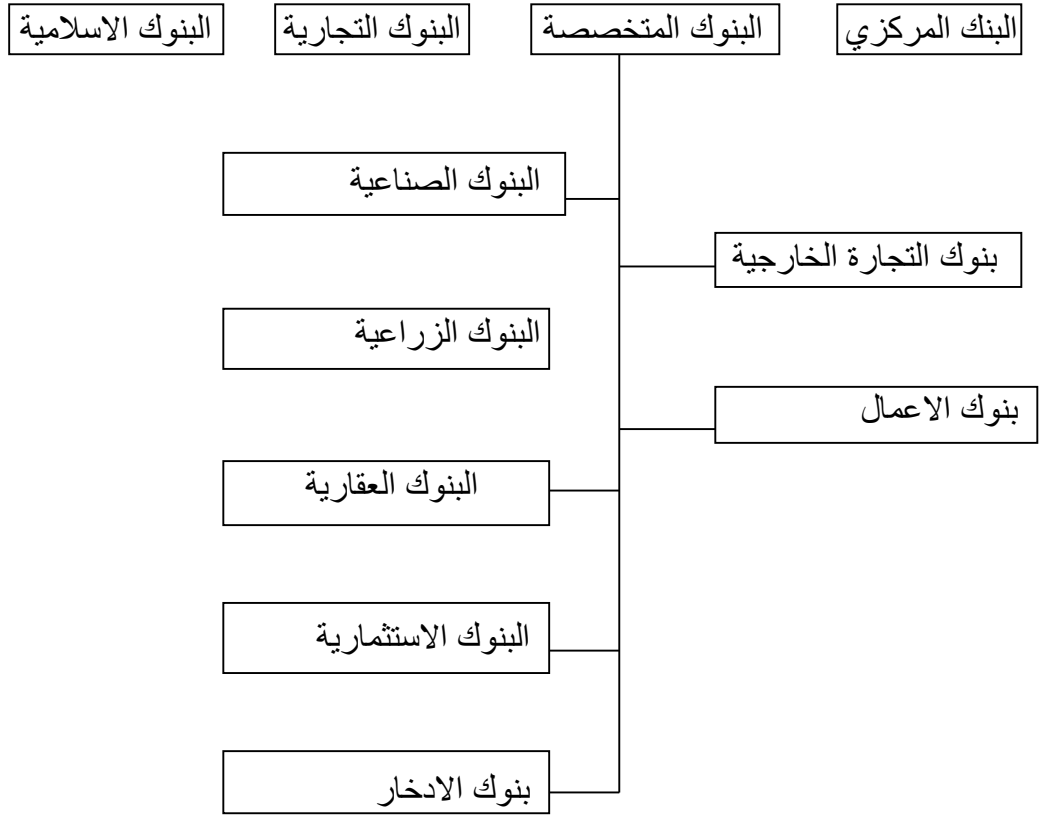 البنك المركزي
البنوك المتخصصة
البنوك التجارية
البنوك الاسلامية
البنوك الصناعية
بنوك التجارة الخارجية
البنوك الزراعية
بنوك الاعمال
البنوك العقارية
البنوك الاستثمارية
بنوك الادخار